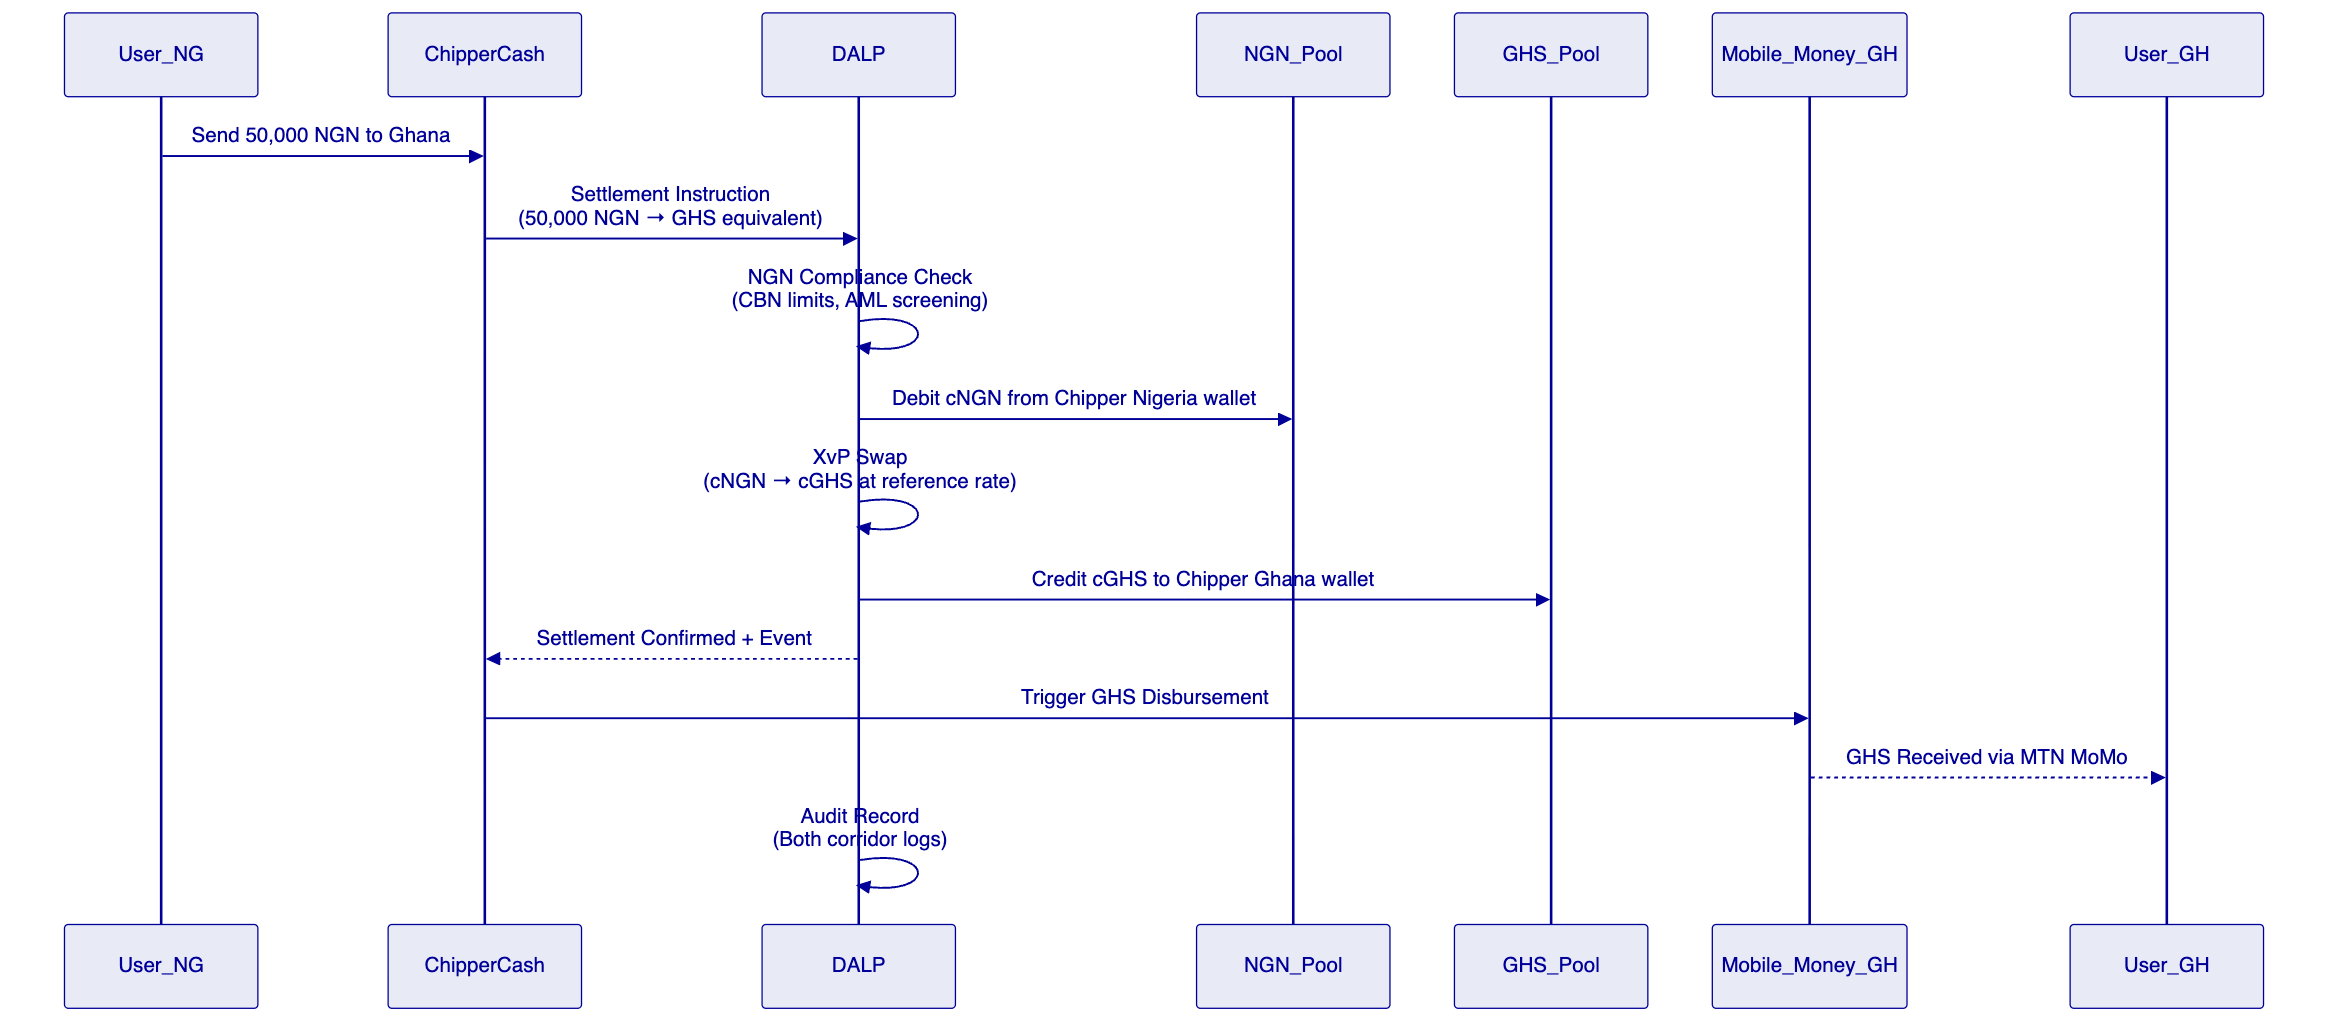 User_NG
ChipperCash
DALP
NGN_Pool
GHS_Pool
Mobile_Money_GH
User_GH
Send 50,000 NGN to Ghana
Settlement Instruction
(50,000 NGN → GHS equivalent)
NGN Compliance Check
(CBN limits, AML screening)
Debit cNGN from Chipper Nigeria wallet
XvP Swap
(cNGN → cGHS at reference rate)
Credit cGHS to Chipper Ghana wallet
Settlement Confirmed + Event
Trigger GHS Disbursement
GHS Received via MTN MoMo
Audit Record
(Both corridor logs)
User_NG
ChipperCash
DALP
NGN_Pool
GHS_Pool
Mobile_Money_GH
User_GH